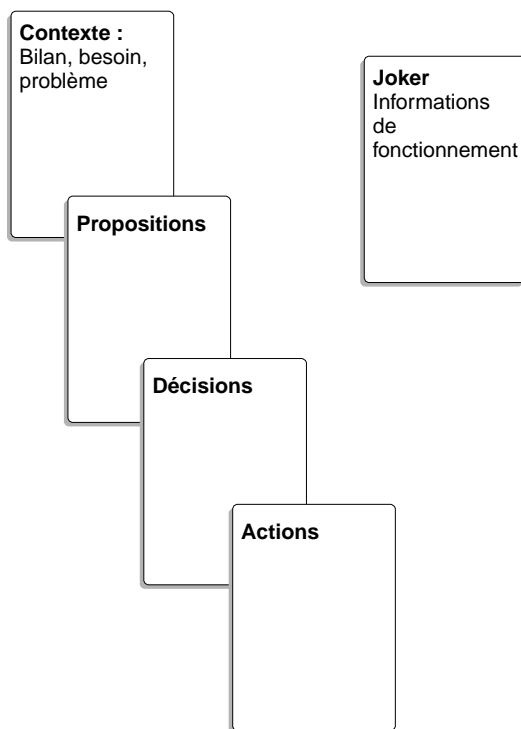 Contexte :
Bilan, besoin,
problème
Joker
Informations
de
fonctionnement
Propositions
Décisions
Actions